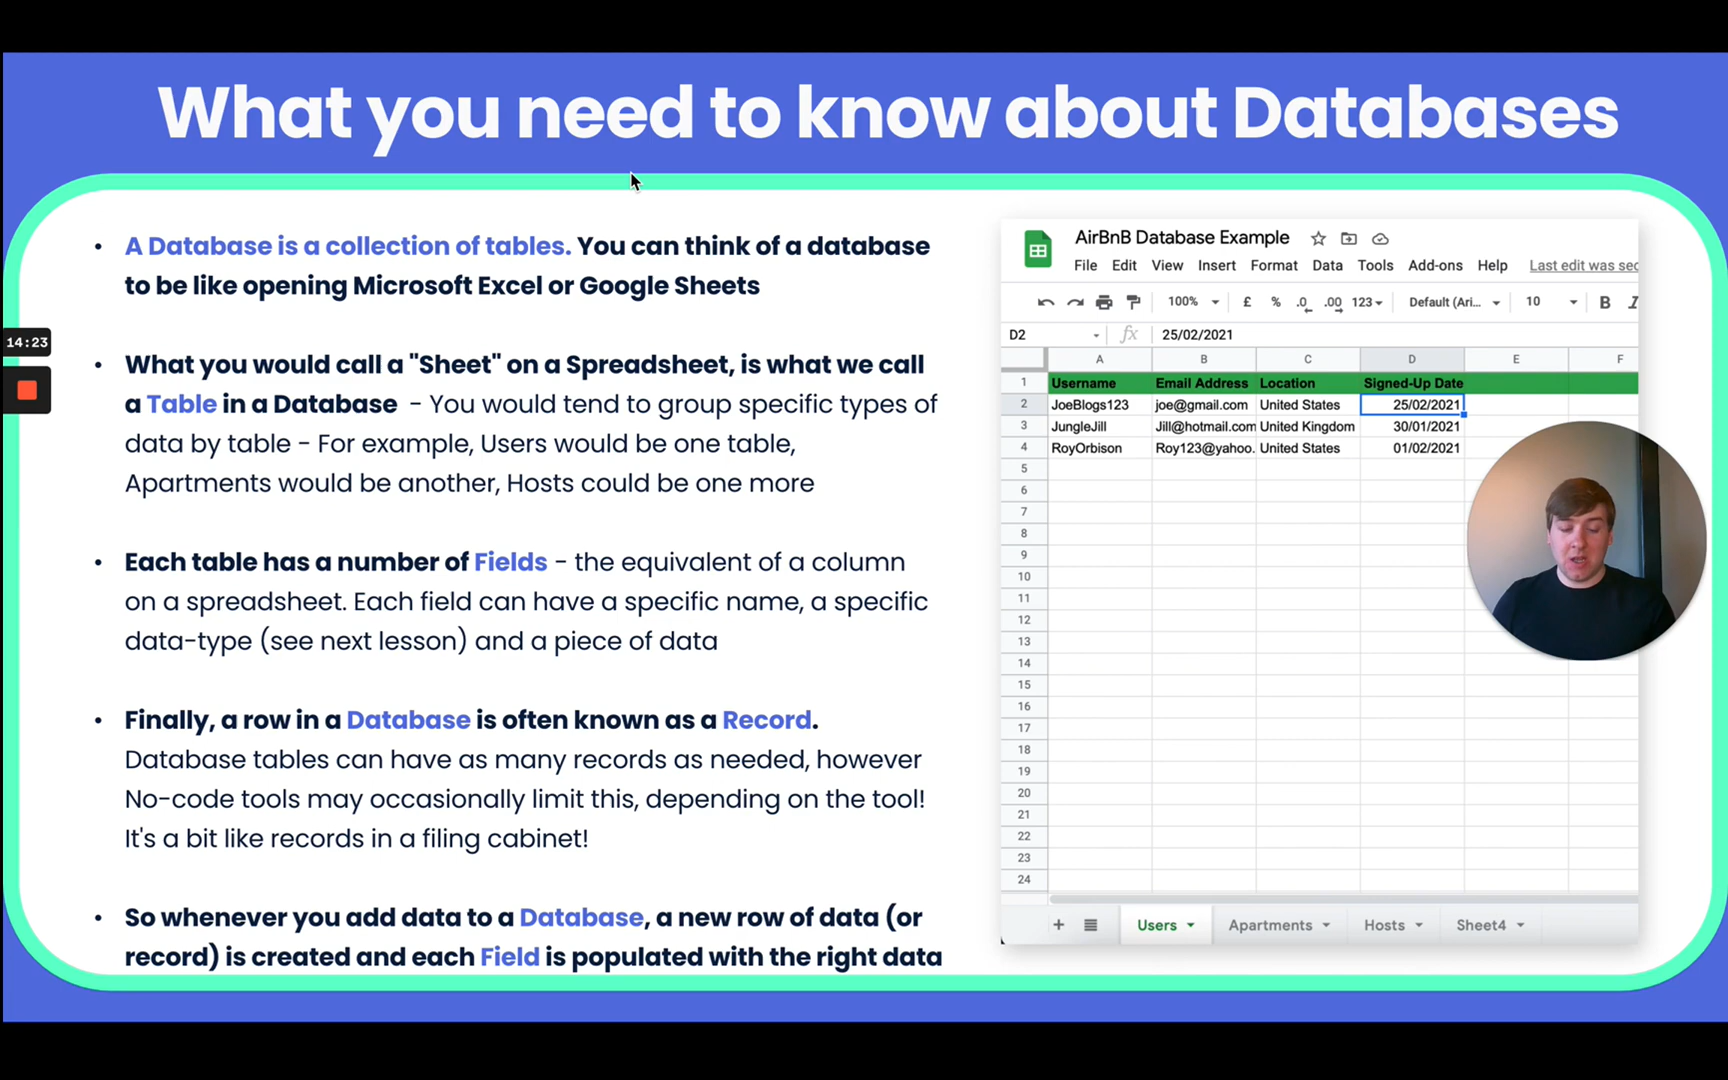 What you need to know about Databases
• A Database is a collection of tables. You can think of a database
to be like opening Microsoft Excel or Google Sheets
• What you would call a "Sheet" on a Spreadsheet, is what we call
a Table in a Database - You would tend to group specific types of
data by table - For example, Users would be one table,
Apartments would be another, Hosts could be one more
• Each table has a number of Fields - the equivalent of a column
on a spreadsheet. Each field can have a specific name, a specific
data-type (see next lesson) and a piece of data
• Finally, a row in a Database is often known as a Record.
Database tables can have as many records as needed, however
No-code tools may occasionally limit this, depending on the tool!
It's a bit like records in a filing cabinet!
• So whenever you add data to a Database, a new row of data (or
record) is created and each Field is populated with the right data
14:23
AirBnB Database Example
File Edit View Insert Format Data Tools Add-ons Help Last edit was sec
100% £ % .0 .00 123 Default (Ari... 10 B I
D2 fx 25/02/2021
A B C D E F
1 Username Email Address Location Signed-Up Date
2 JoeBlogs123 joe@gmail.com United States 25/02/2021
3 JungleJill Jill@hotmail.com United Kingdom 30/01/2021
4 RoyOrbison Roy123@yahoo. United States 01/02/2021
5
6
7
8
9
10
11
12
13
14
15
16
17
18
19
20
21
22
23
24
+ Users Apartments Hosts Sheet4